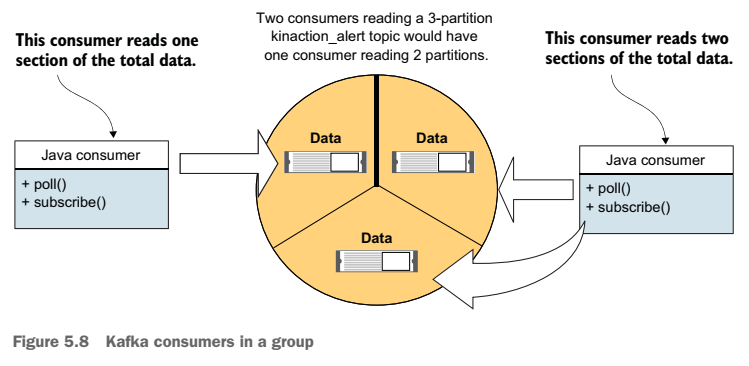 Two consumers reading a 3-partition
kinaction_alert topic would have
one consumer reading 2 partitions.
This consumer reads one
section of the total data.
This consumer reads two
sections of the total data.
Data
Data
Java consumer
+ poll()
+ subscribe()
Java consumer
+ poll()
+ subscribe()
Data
Figure 5.8 Kafka consumers in a group